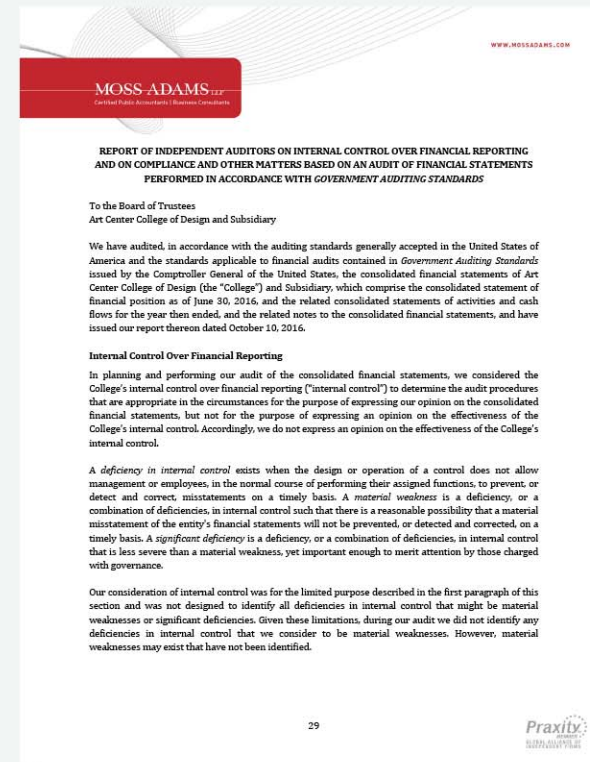 WWW.MOSSADAMS.COM
MOSS ADAMS LLP
Certified Public Accountants | Business Consultants
REPORT OF INDEPENDENT AUDITORS ON INTERNAL CONTROL OVER FINANCIAL REPORTING
AND ON COMPLIANCE AND OTHER MATTERS BASED ON AN AUDIT OF FINANCIAL STATEMENTS
PERFORMED IN ACCORDANCE WITH GOVERNMENT AUDITING STANDARDS
To the Board of Trustees
Art Center College of Design and Subsidiary
We have audited, in accordance with the auditing standards generally accepted in the United States of
America and the standards applicable to financial audits contained in Government Auditing Standards
issued by the Comptroller General of the United States, the consolidated financial statements of Art
Center College of Design (the "College") and Subsidiary, which comprise the consolidated statement of
financial position as of June 30, 2016, and the related consolidated statements of activities and cash
flows for the year then ended, and the related notes to the consolidated financial statements, and have
issued our report thereon dated October 10, 2016.
Internal Control Over Financial Reporting
In planning and performing our audit of the consolidated financial statements, we considered the
College's internal control over financial reporting ("internal control") to determine the audit procedures
that are appropriate in the circumstances for the purpose of expressing our opinion on the consolidated
financial statements, but not for the purpose of expressing an opinion on the effectiveness of the
College's internal control. Accordingly, we do not express an opinion on the effectiveness of the College's
internal control.
A deficiency in internal control exists when the design or operation of a control does not allow
management or employees, in the normal course of performing their assigned functions, to prevent, or
detect and correct, misstatements on a timely basis. A material weakness is a deficiency, or a
combination of deficiencies, in internal control such that there is a reasonable possibility that a material
misstatement of the entity's financial statements will not be prevented, or detected and corrected, on a
timely basis. A significant deficiency is a deficiency, or a combination of deficiencies, in internal control
that is less severe than a material weakness, yet important enough to merit attention by those charged
with governance.
Our consideration of internal control was for the limited purpose described in the first paragraph of this
section and was not designed to identify all deficiencies in internal control that might be material
weaknesses or significant deficiencies. Given these limitations, during our audit we did not identify any
deficiencies in internal control that we consider to be material weaknesses. However, material
weaknesses may exist that have not been identified.
29
Praxity
MEMBER
GLOBAL ALLIANCE OF
INDEPENDENT FIRMS